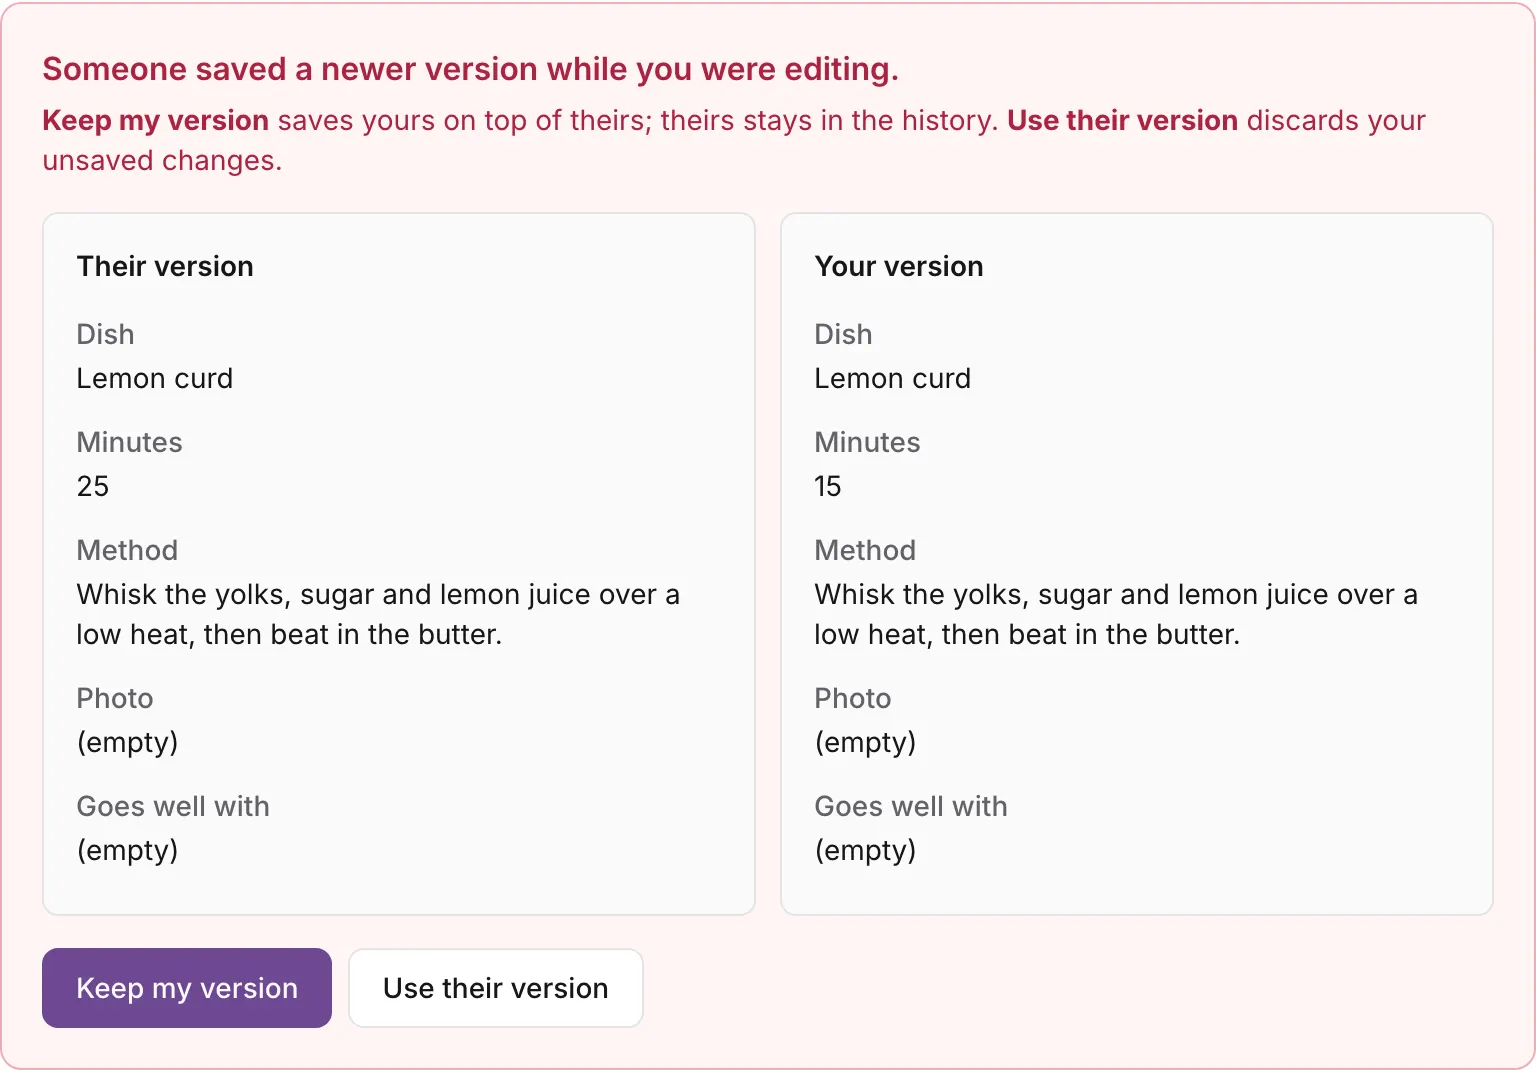 Someone saved a newer version while you were editing.
Keep my version saves yours on top of theirs; theirs stays in the history. Use their version discards your
unsaved changes.
Their version
Dish
Lemon curd
Minutes
25
Method
Whisk the yolks, sugar and lemon juice over a
low heat, then beat in the butter.
Photo
(empty)
Goes well with
(empty)
Your version
Dish
Lemon curd
Minutes
15
Method
Whisk the yolks, sugar and lemon juice over a
low heat, then beat in the butter.
Photo
(empty)
Goes well with
(empty)
Keep my version
Use their version